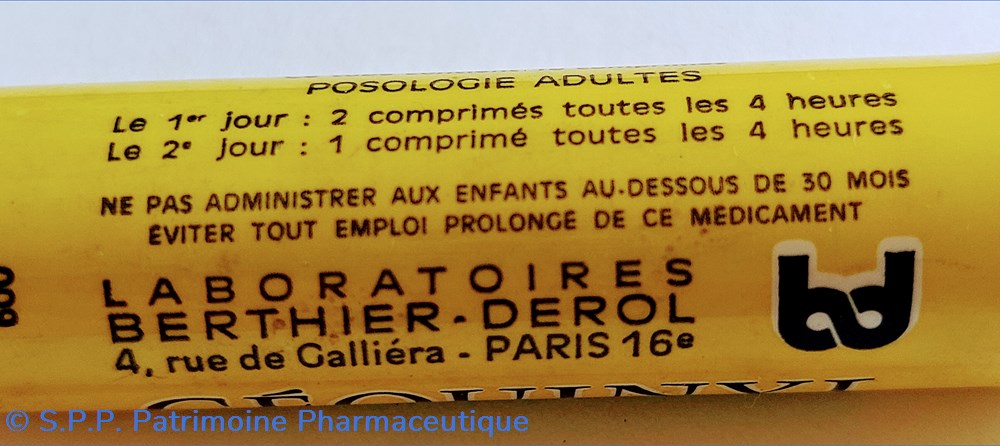 POSOLOGIE ADULTES
Le 1er jour : 2 comprimés toutes les 4 heures
Le 2e jour : 1 comprimé toutes les 4 heures
NE PAS ADMINISTRER AUX ENFANTS AU-DESSOUS DE 30 MOIS
ÉVITER TOUT EMPLOI PROLONGÉ DE CE MÉDICAMENT
LABORATOIRES
BERTHIER-DEROL
bd
4, rue de Galliéra - PARIS 16e
© S.P.P. Patrimoine Pharmaceutique